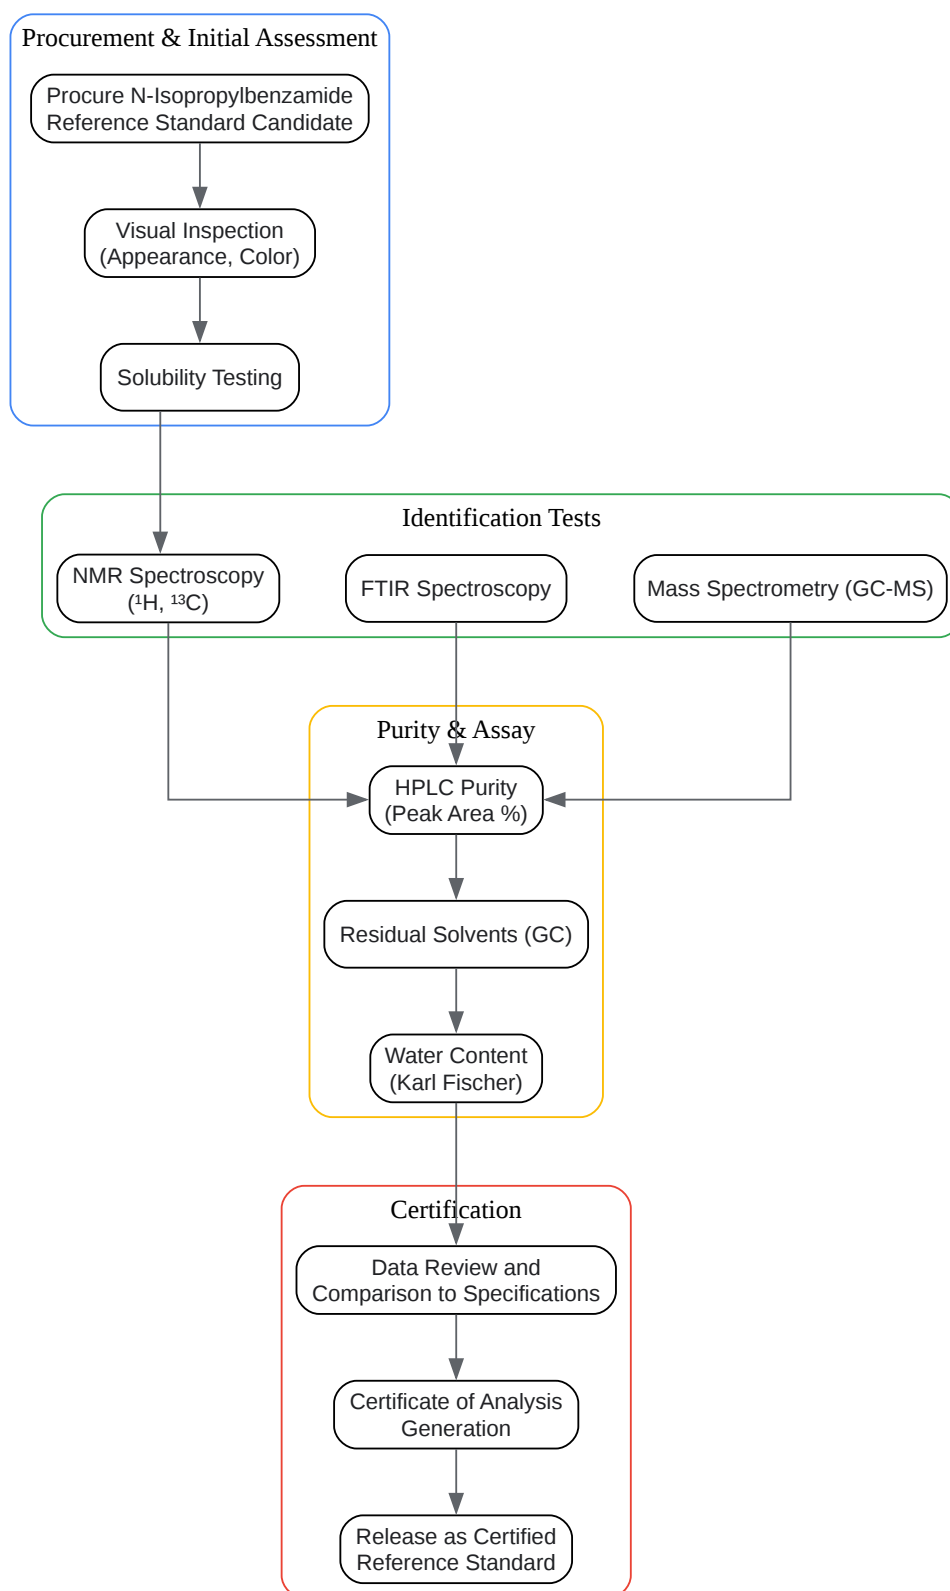 Procurement & Initial Assessment
Procure N-Isopropylbenzamide
Reference Standard Candidate
Visual Inspection
(Appearance, Color)
Solubility Testing
Identification Tests
NMR Spectroscopy
(¹H, ¹³C)
FTIR Spectroscopy
Mass Spectrometry (GC-MS)
Purity & Assay
HPLC Purity
(Peak Area %)
Residual Solvents (GC)
Water Content
(Karl Fischer)
Certification
Data Review and
Comparison to Specifications
Certificate of Analysis
Generation
Release as Certified
Reference Standard